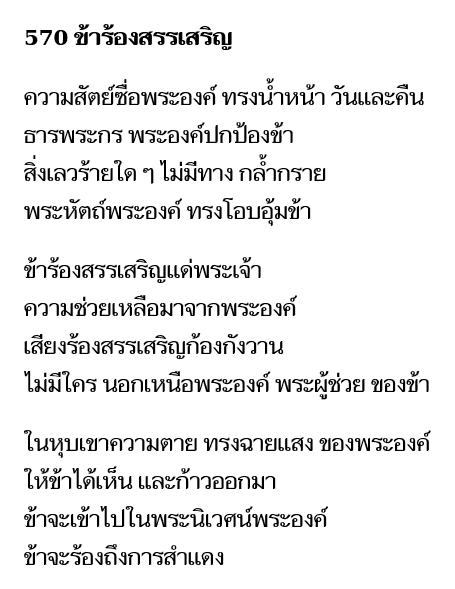 570 ข้าร้องสรรเสริญ
ความสัตย์ซื่อพระองค์ ทรงน้ำหน้า วันและคืน
ธารพระกร พระองค์ปกป้องข้า
สิ่งเลวร้ายใด ๆ ไม่มีทาง กล้ำกราย
พระหัตถ์พระองค์ ทรงโอบอุ้มข้า
ข้าร้องสรรเสริญแด่พระเจ้า
ความช่วยเหลือมาจากพระองค์
เสียงร้องสรรเสริญก้องกังวาน
ไม่มีใคร นอกเหนือพระองค์ พระผู้ช่วย ของข้า
ในหุบเขาความตาย ทรงฉายแสง ของพระองค์
ให้ข้าได้เห็น และก้าวออกมา
ข้าจะเข้าไปในพระนิเวศน์พระองค์
ข้าจะร้องถึงการสำแดง